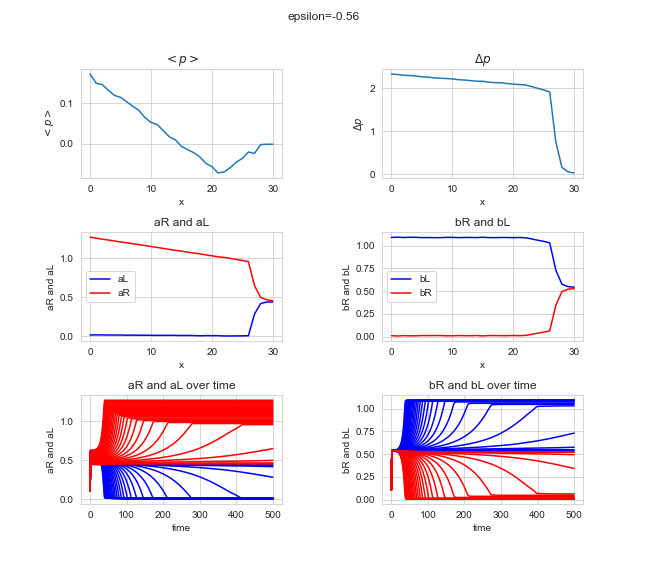 epsilon=-0.56
< p >
Δp
0.1
0.0
< p >
0 10 20 30
x
2
1
0
Δp
0 10 20 30
x
aR and aL
bR and bL
1.0
0.5
0.0
aR and aL
aL
aR
0 10 20 30
x
1.00
0.75
0.50
0.25
0.00
bR and bL
bL
bR
0 10 20 30
x
aR and aL over time
bR and bL over time
1.0
0.5
0.0
aR and aL
0 100 200 300 400 500
time
1.00
0.75
0.50
0.25
0.00
bR and bL
0 100 200 300 400 500
time